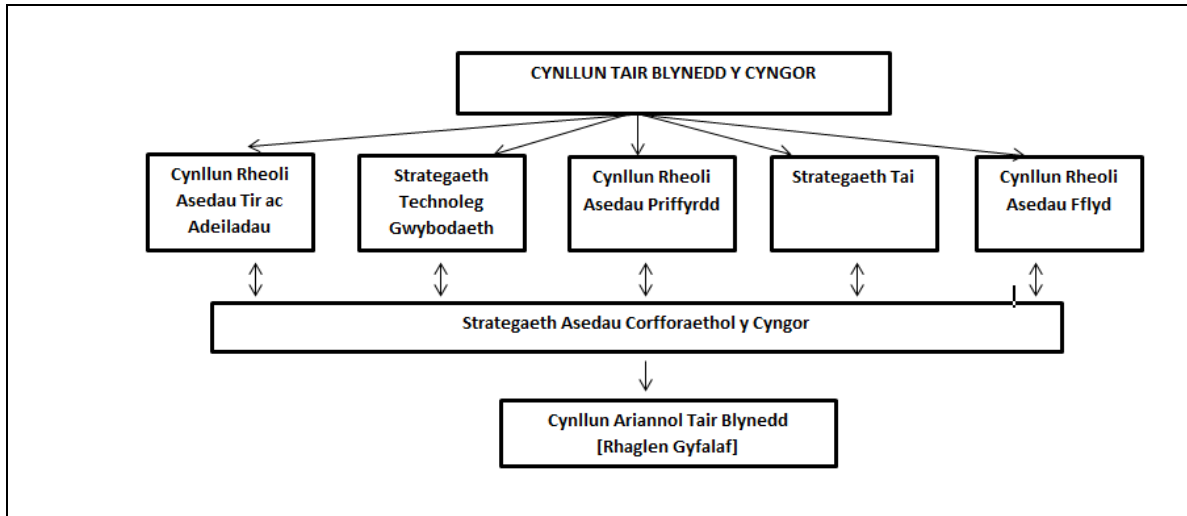 CYNLLUN TAIR BLYNEDD Y CYNGOR
Cynllun Rheoli
Asedau Tir ac
Adeiladau
Strategaeth
Technoleg
Gwybodaeth
Cynllun Rheoli
Asedau Priffyrdd
Strategaeth Tai
Cynllun Rheoli
Asedau Fflyd
Strategaeth Asedau Corfforaethol y Cyngor
Cynllun Ariannol Tair Blynedd
[Rhaglen Gyfalaf]